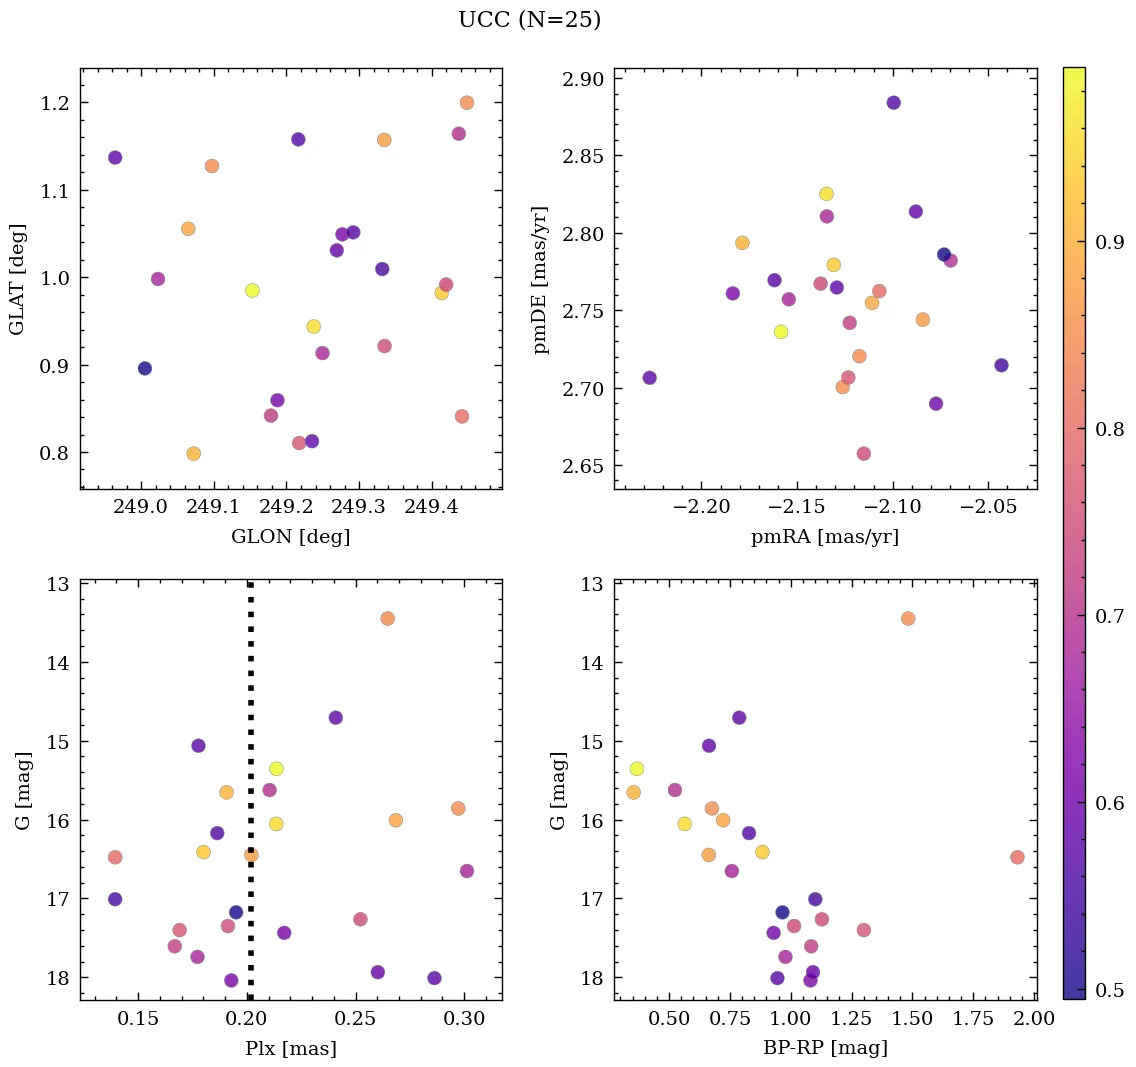 UCC (N=25)
1.2
1.1
1.0
0.9
0.8
GLAT [deg]
249.0 249.1 249.2 249.3 249.4
GLON [deg]
2.90
2.85
2.80
2.75
2.70
2.65
pmDE [mas/yr]
−2.20 −2.15 −2.10 −2.05
pmRA [mas/yr]
13
14
15
16
17
18
G [mag]
0.15 0.20 0.25 0.30
Plx [mas]
13
14
15
16
17
18
G [mag]
0.50 0.75 1.00 1.25 1.50 1.75 2.00
BP-RP [mag]
0.9
0.8
0.7
0.6
0.5